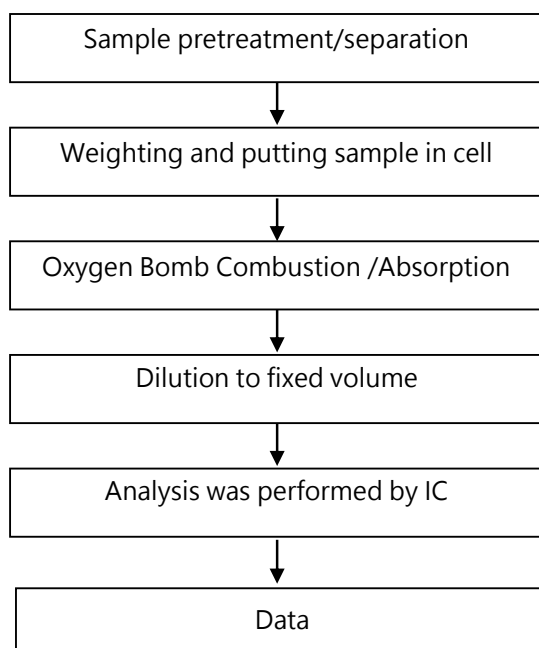 Sample pretreatment/separation
Weighting and putting sample in cell
Oxygen Bomb Combustion /Absorption
Dilution to fixed volume
Analysis was performed by IC
Data